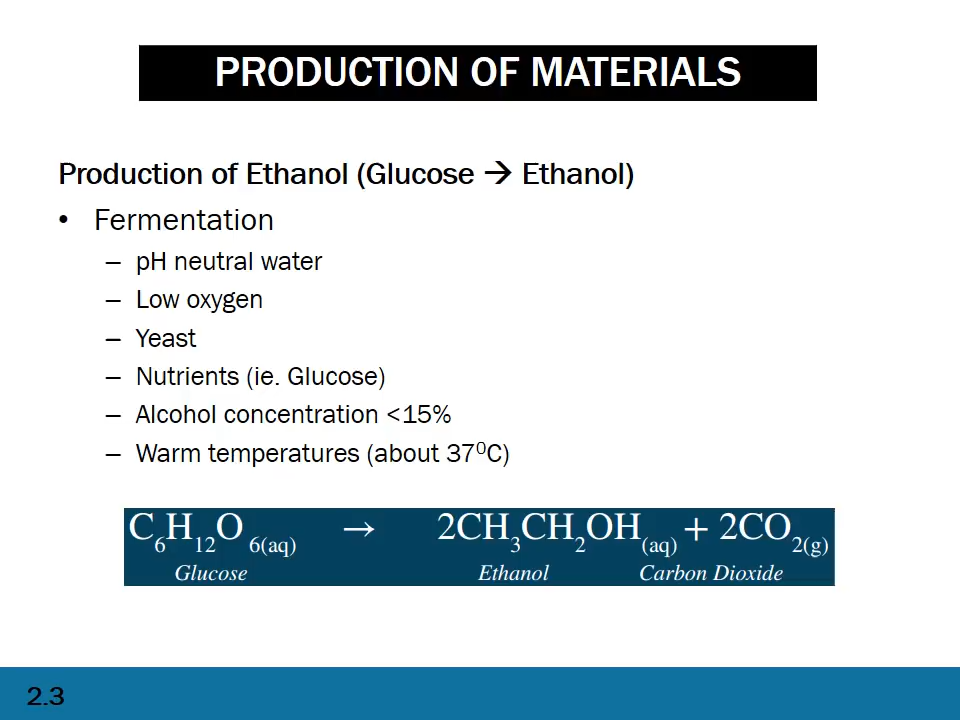 PRODUCTION OF MATERIALS
Production of Ethanol (Glucose → Ethanol)
• Fermentation
– pH neutral water
– Low oxygen
– Yeast
– Nutrients (ie. Glucose)
– Alcohol concentration <15%
– Warm temperatures (about 37⁰C)
C₆H₁₂O₆(aq) → 2CH₃CH₂OH(aq) + 2CO₂(g)
Glucose Ethanol Carbon Dioxide
2.3